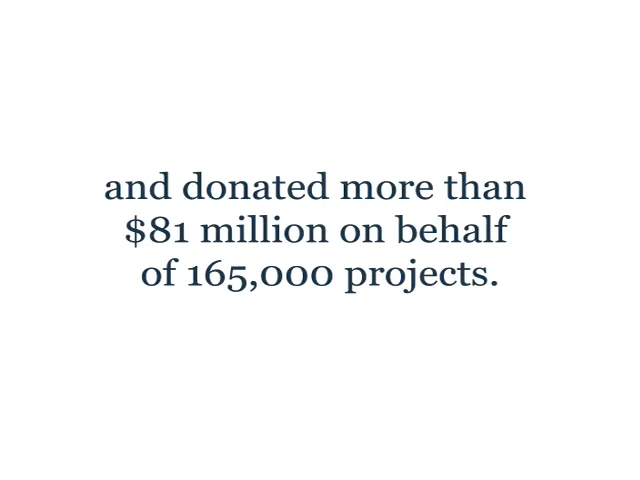 and donated more than
$81 million on behalf
of 165,000 projects.